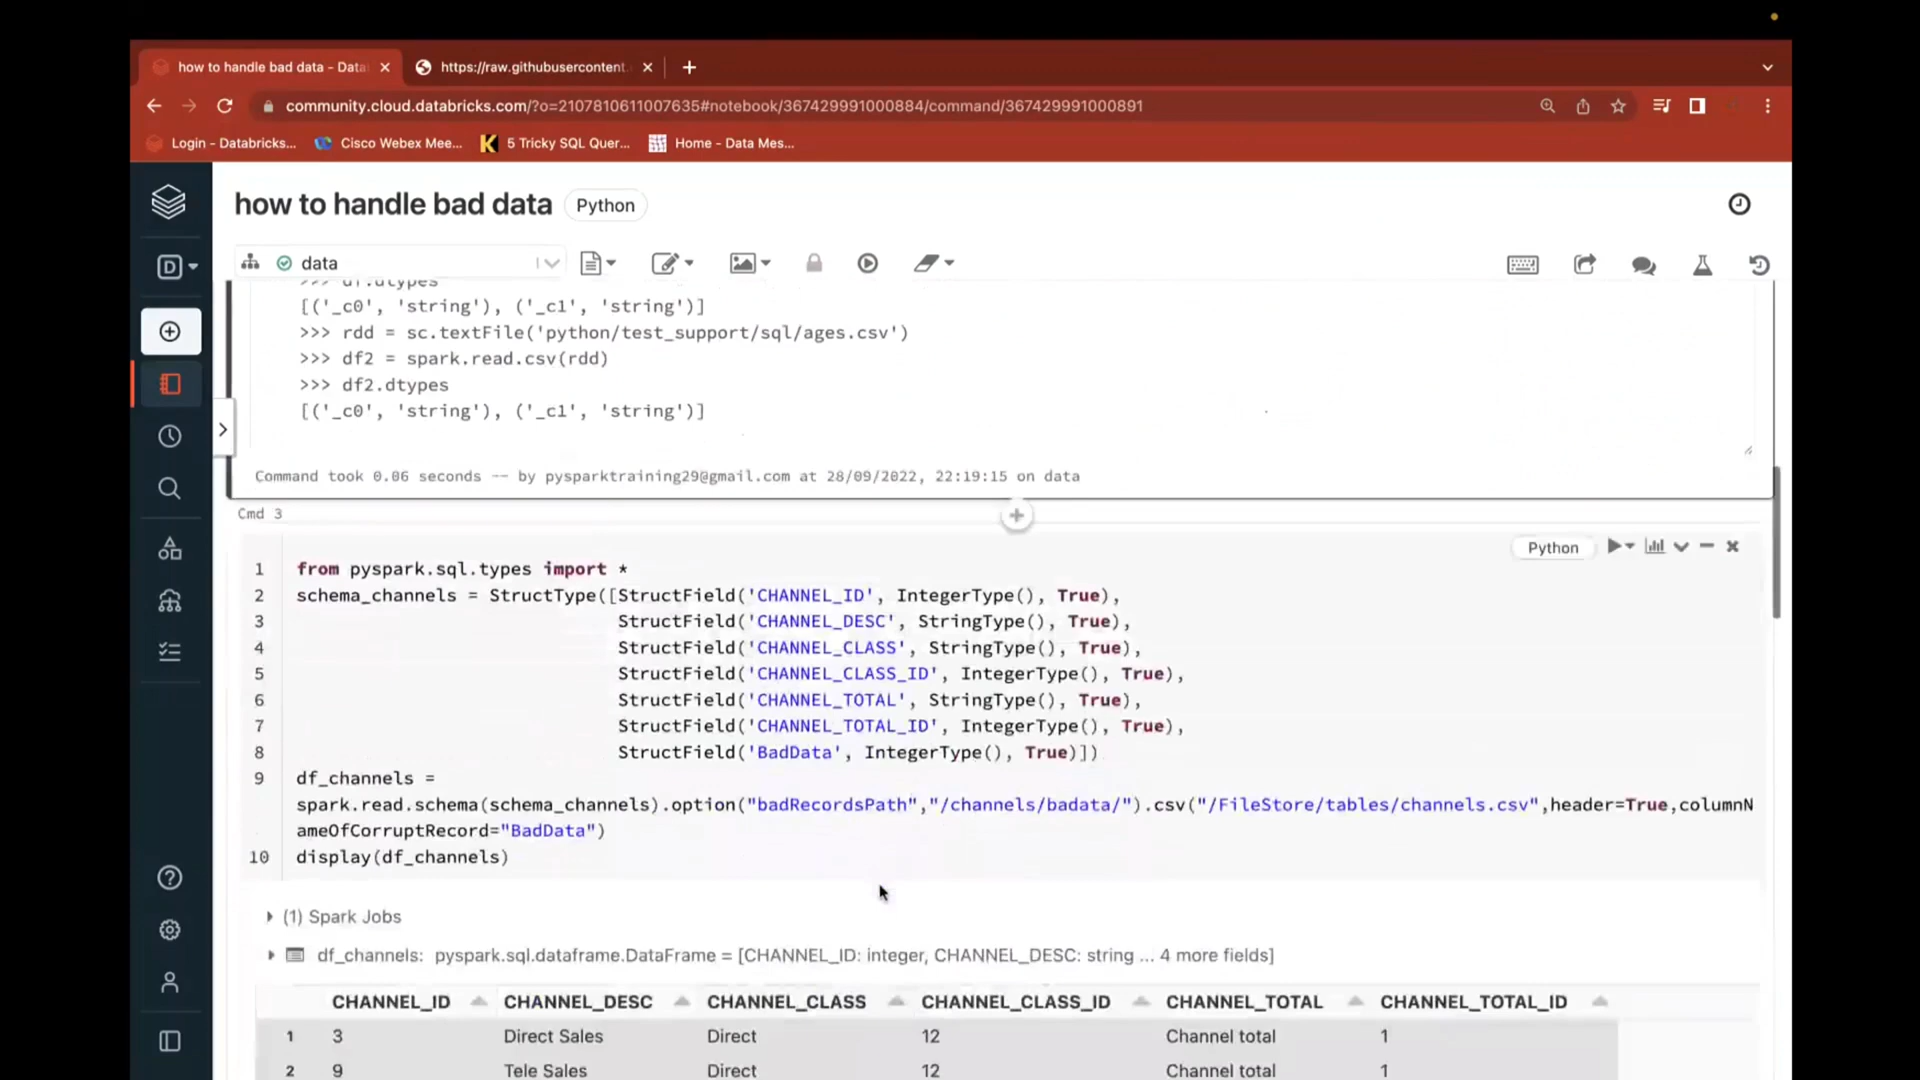 how to handle bad data - Data
https://raw.githubusercontent.
community.cloud.databricks.com/?o=2107810611007635#notebook/367429991000884/command/367429991000891
Login - Databricks...
Cisco Webex Mee...
5 Tricky SQL Quer...
Home - Data Mes...
how to handle bad data
Python
D
data
>>> df.dtypes
[('_c0', 'string'), ('_c1', 'string')]
>>> rdd = sc.textFile('python/test_support/sql/ages.csv')
>>> df2 = spark.read.csv(rdd)
>>> df2.dtypes
[('_c0', 'string'), ('_c1', 'string')]
Command took 0.06 seconds -- by pysparktraining29@gmail.com at 28/09/2022, 22:19:15 on data
Cmd 3
Python
1 from pyspark.sql.types import *
2 schema_channels = StructType([StructField('CHANNEL_ID', IntegerType(), True),
3 StructField('CHANNEL_DESC', StringType(), True),
4 StructField('CHANNEL_CLASS', StringType(), True),
5 StructField('CHANNEL_CLASS_ID', IntegerType(), True),
6 StructField('CHANNEL_TOTAL', StringType(), True),
7 StructField('CHANNEL_TOTAL_ID', IntegerType(), True),
8 StructField('BadData', IntegerType(), True)])
9 df_channels =
spark.read.schema(schema_channels).option("badRecordsPath","/channels/badata/").csv("/FileStore/tables/channels.csv",header=True,columnN
ameOfCorruptRecord="BadData")
10 display(df_channels)
(1) Spark Jobs
df_channels: pyspark.sql.dataframe.DataFrame = [CHANNEL_ID: integer, CHANNEL_DESC: string ... 4 more fields]
CHANNEL_ID CHANNEL_DESC CHANNEL_CLASS CHANNEL_CLASS_ID CHANNEL_TOTAL CHANNEL_TOTAL_ID
1 3 Direct Sales Direct 12 Channel total 1
2 9 Tele Sales Direct 12 Channel total 1